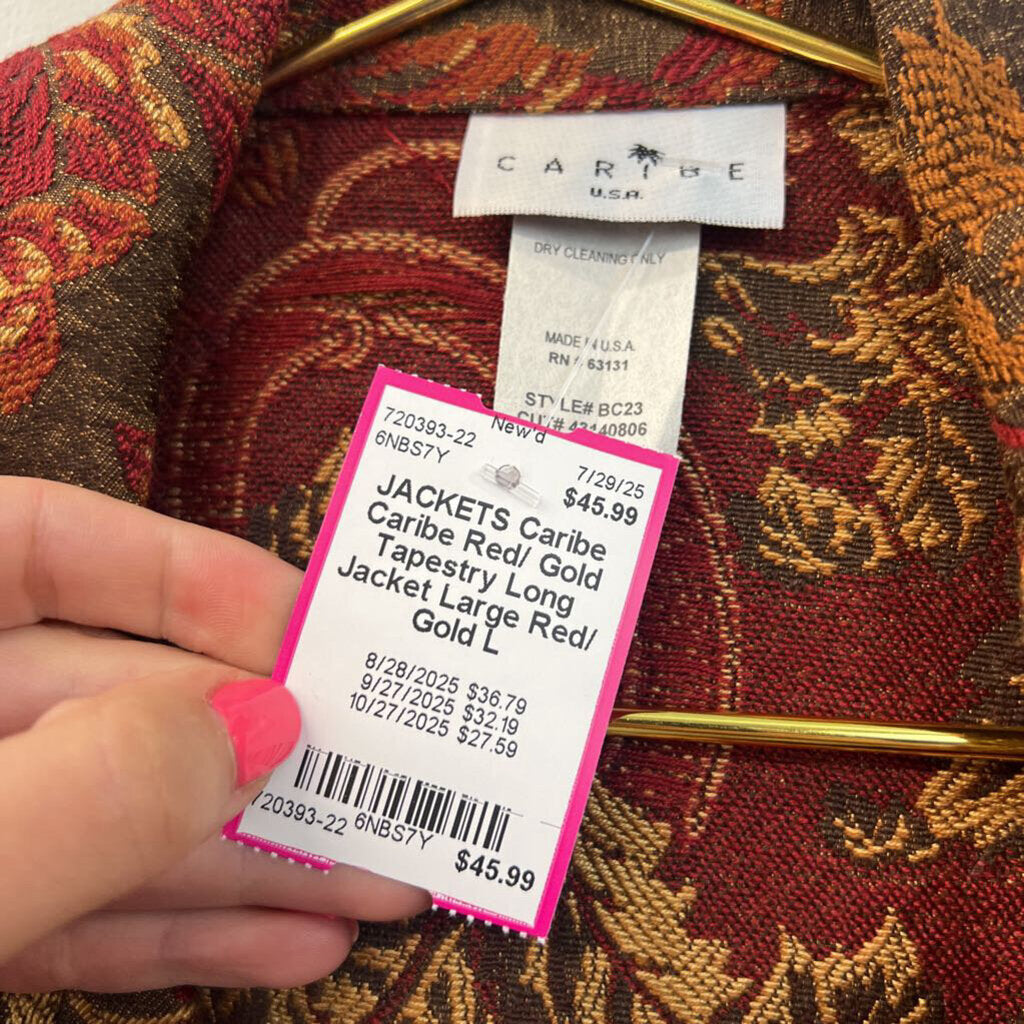 CARIBE
U.S.A.
DRY CLEANING ONLY
MADE IN U.S.A.
RN # 63131
STYLE# BC23
CUT# 43140806
720393-22
New'd
7/29/25
6NBS7Y
$45.99
JACKETS Caribe
Caribe Red/ Gold
Tapestry Long
Jacket Large Red/
Gold L
8/28/2025 $36.79
9/27/2025 $32.19
10/27/2025 $27.59
720393-22 6NBS7Y
$45.99